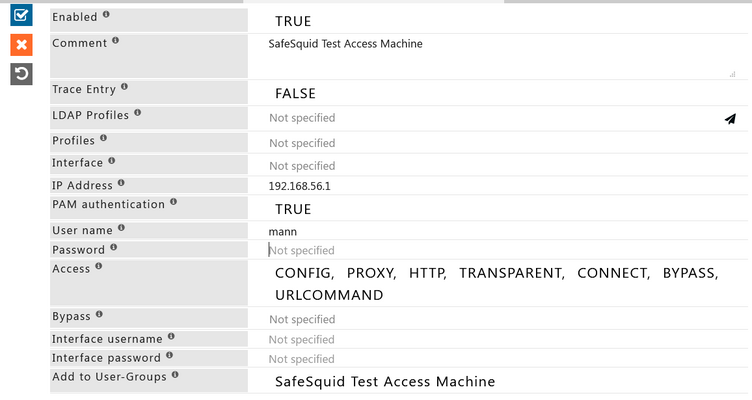 Enabled TRUE
Comment SafeSquid Test Access Machine
Trace Entry FALSE
LDAP Profiles Not specified
Profiles Not specified
Interface Not specified
IP Address 192.168.56.1
PAM authentication TRUE
User name mann
Password Not specified
Access CONFIG, PROXY, HTTP, TRANSPARENT, CONNECT, BYPASS,
URLCOMMAND
Bypass Not specified
Interface username Not specified
Interface password Not specified
Add to User-Groups SafeSquid Test Access Machine